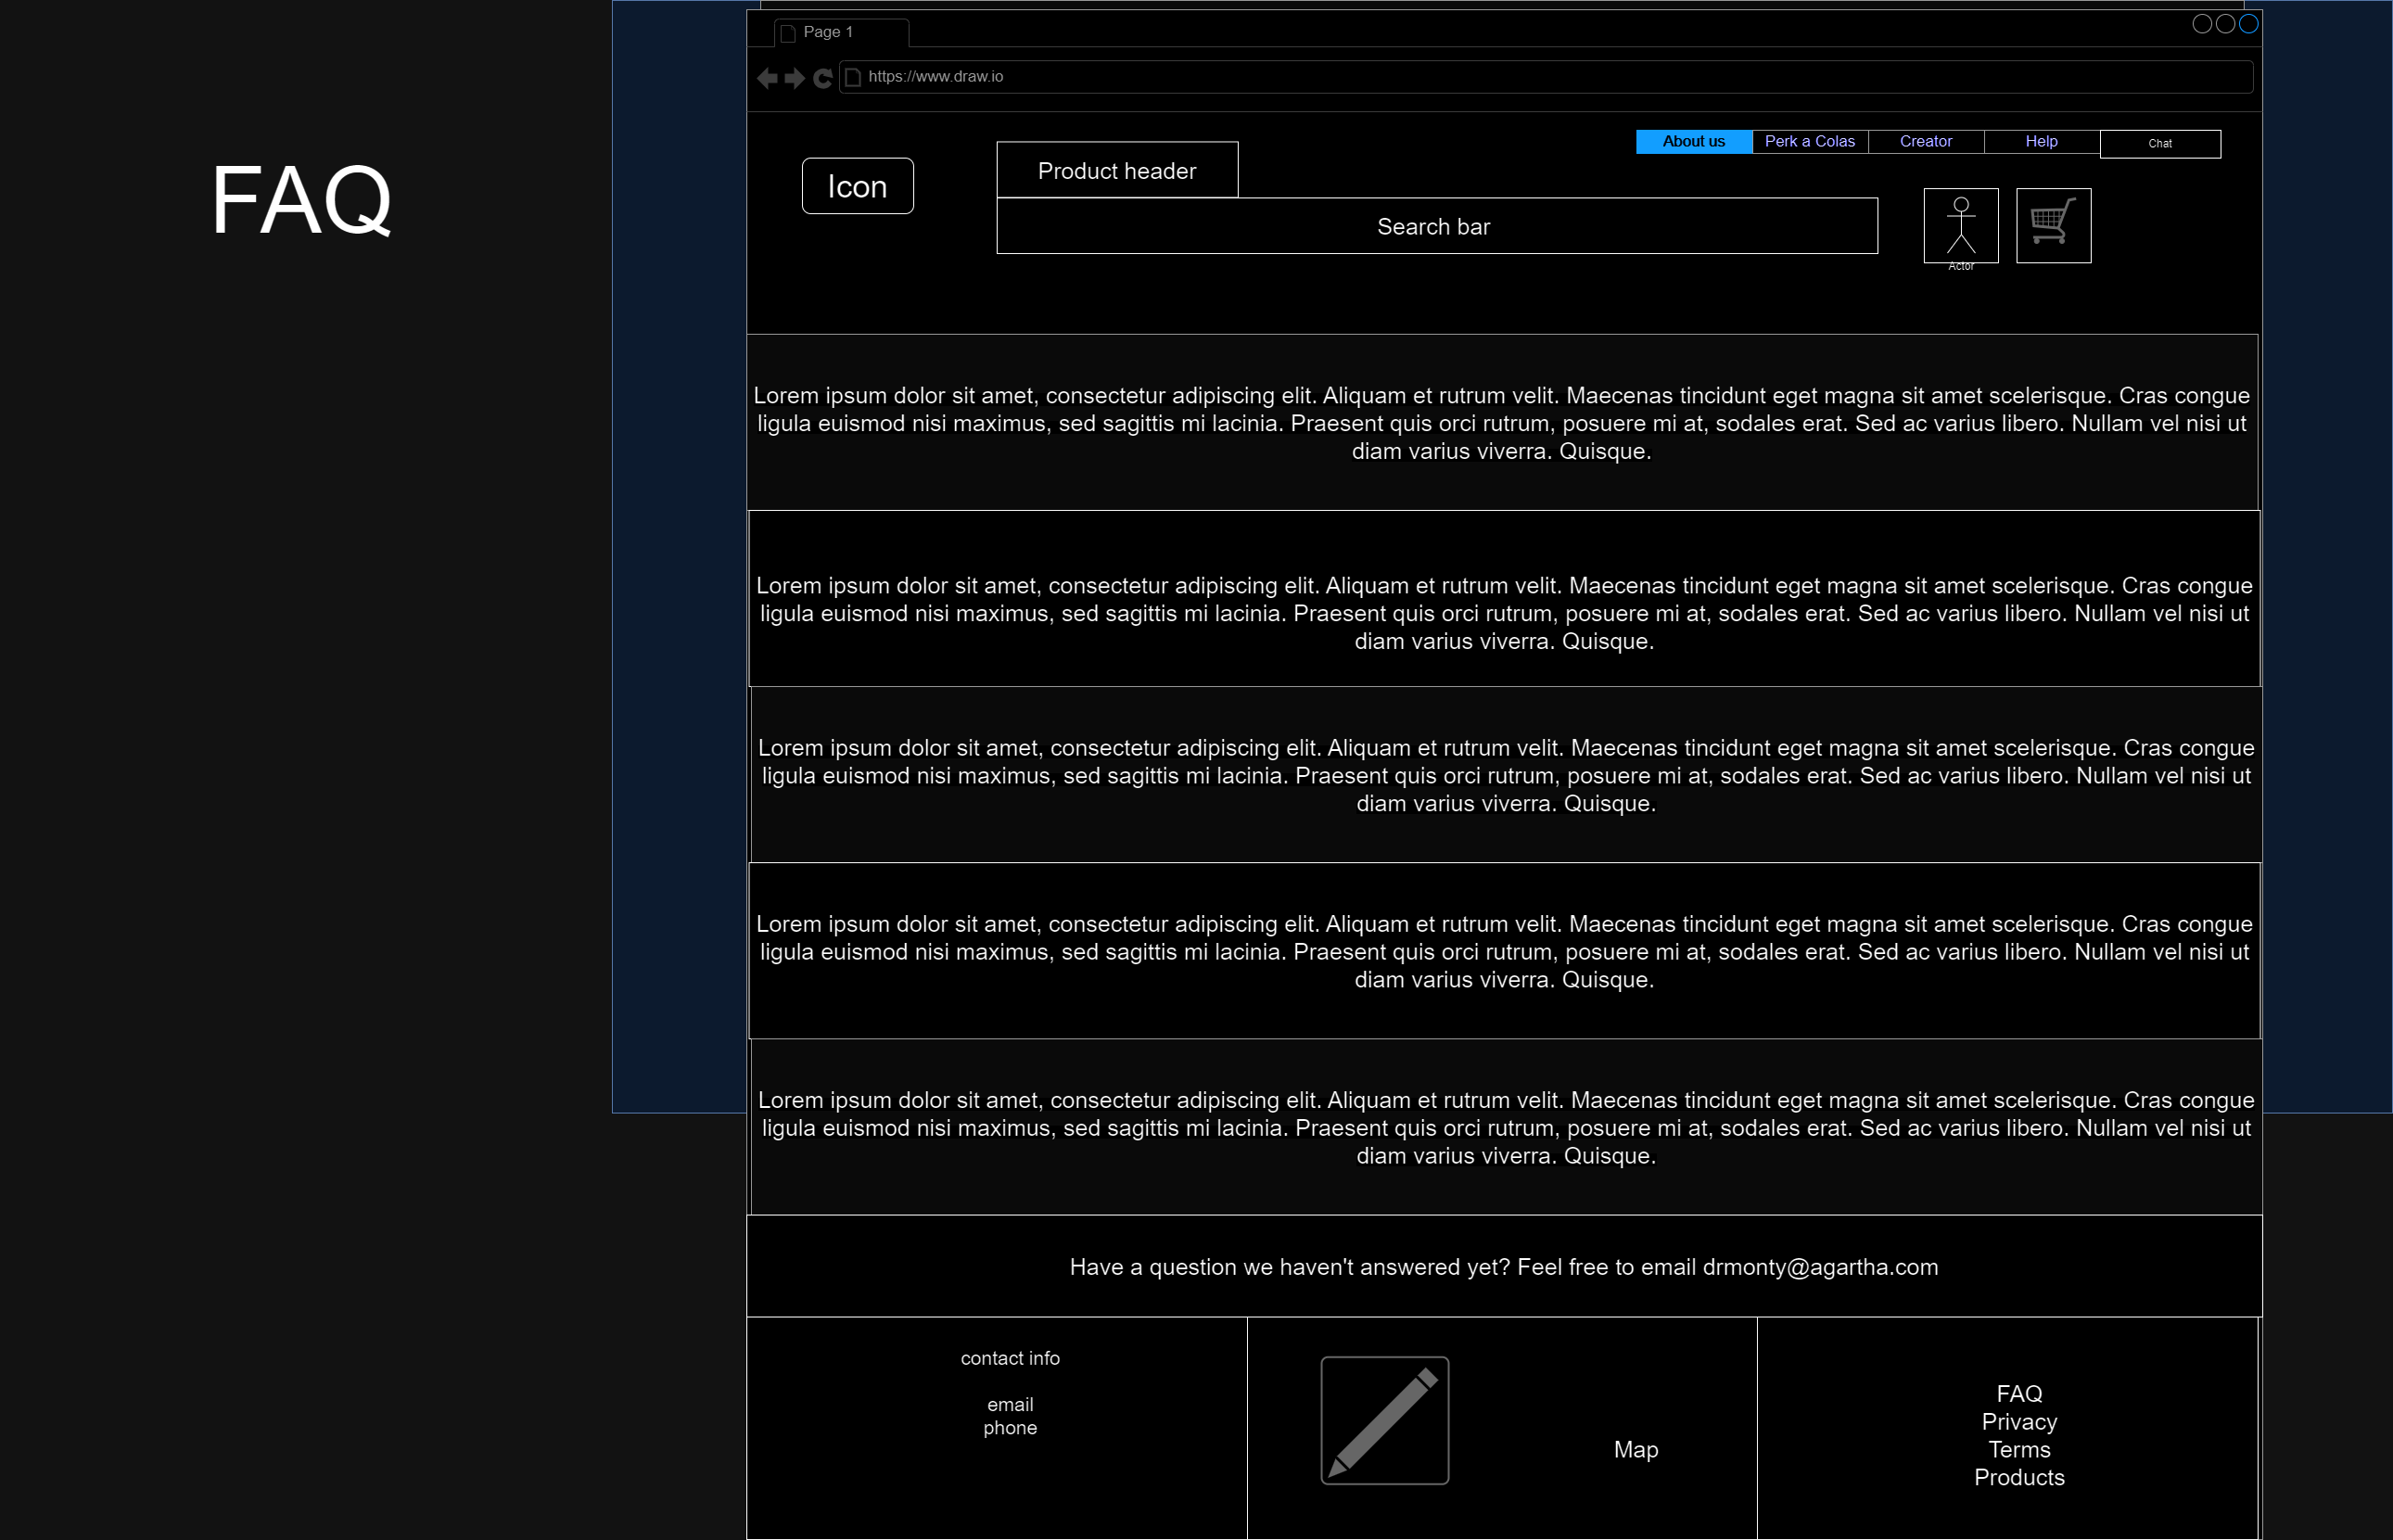 FAQ
Page 1
https://www.draw.io
About us
Perk a Colas
Creator
Help
Chat
Icon
Product header
Search bar
Actor
Lorem ipsum dolor sit amet, consectetur adipiscing elit. Aliquam et rutrum velit. Maecenas tincidunt eget magna sit amet scelerisque. Cras congue
ligula euismod nisi maximus, sed sagittis mi lacinia. Praesent quis orci rutrum, posuere mi at, sodales erat. Sed ac varius libero. Nullam vel nisi ut
diam varius viverra. Quisque.
Lorem ipsum dolor sit amet, consectetur adipiscing elit. Aliquam et rutrum velit. Maecenas tincidunt eget magna sit amet scelerisque. Cras congue
ligula euismod nisi maximus, sed sagittis mi lacinia. Praesent quis orci rutrum, posuere mi at, sodales erat. Sed ac varius libero. Nullam vel nisi ut
diam varius viverra. Quisque.
Lorem ipsum dolor sit amet, consectetur adipiscing elit. Aliquam et rutrum velit. Maecenas tincidunt eget magna sit amet scelerisque. Cras congue
ligula euismod nisi maximus, sed sagittis mi lacinia. Praesent quis orci rutrum, posuere mi at, sodales erat. Sed ac varius libero. Nullam vel nisi ut
diam varius viverra. Quisque.
Lorem ipsum dolor sit amet, consectetur adipiscing elit. Aliquam et rutrum velit. Maecenas tincidunt eget magna sit amet scelerisque. Cras congue
ligula euismod nisi maximus, sed sagittis mi lacinia. Praesent quis orci rutrum, posuere mi at, sodales erat. Sed ac varius libero. Nullam vel nisi ut
diam varius viverra. Quisque.
Lorem ipsum dolor sit amet, consectetur adipiscing elit. Aliquam et rutrum velit. Maecenas tincidunt eget magna sit amet scelerisque. Cras congue
ligula euismod nisi maximus, sed sagittis mi lacinia. Praesent quis orci rutrum, posuere mi at, sodales erat. Sed ac varius libero. Nullam vel nisi ut
diam varius viverra. Quisque.
Have a question we haven't answered yet? Feel free to email drmonty@agartha.com
contact info
email
phone
Map
FAQ
Privacy
Terms
Products